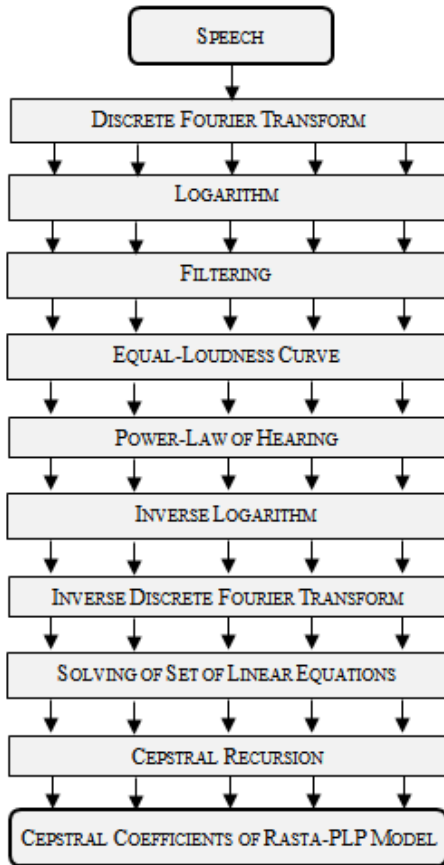 SPEECH
DISCRETE FOURIER TRANSFORM
LOGARITHM
FILTERING
EQUAL-LOUDNESS CURVE
POWER-LAW OF HEARING
INVERSE LOGARITHM
INVERSE DISCRETE FOURIER TRANSFORM
SOLVING OF SET OF LINEAR EQUATIONS
CEPSTRAL RECURSION
CEPSTRAL COEFFICIENTS OF RASTA-PLP MODEL